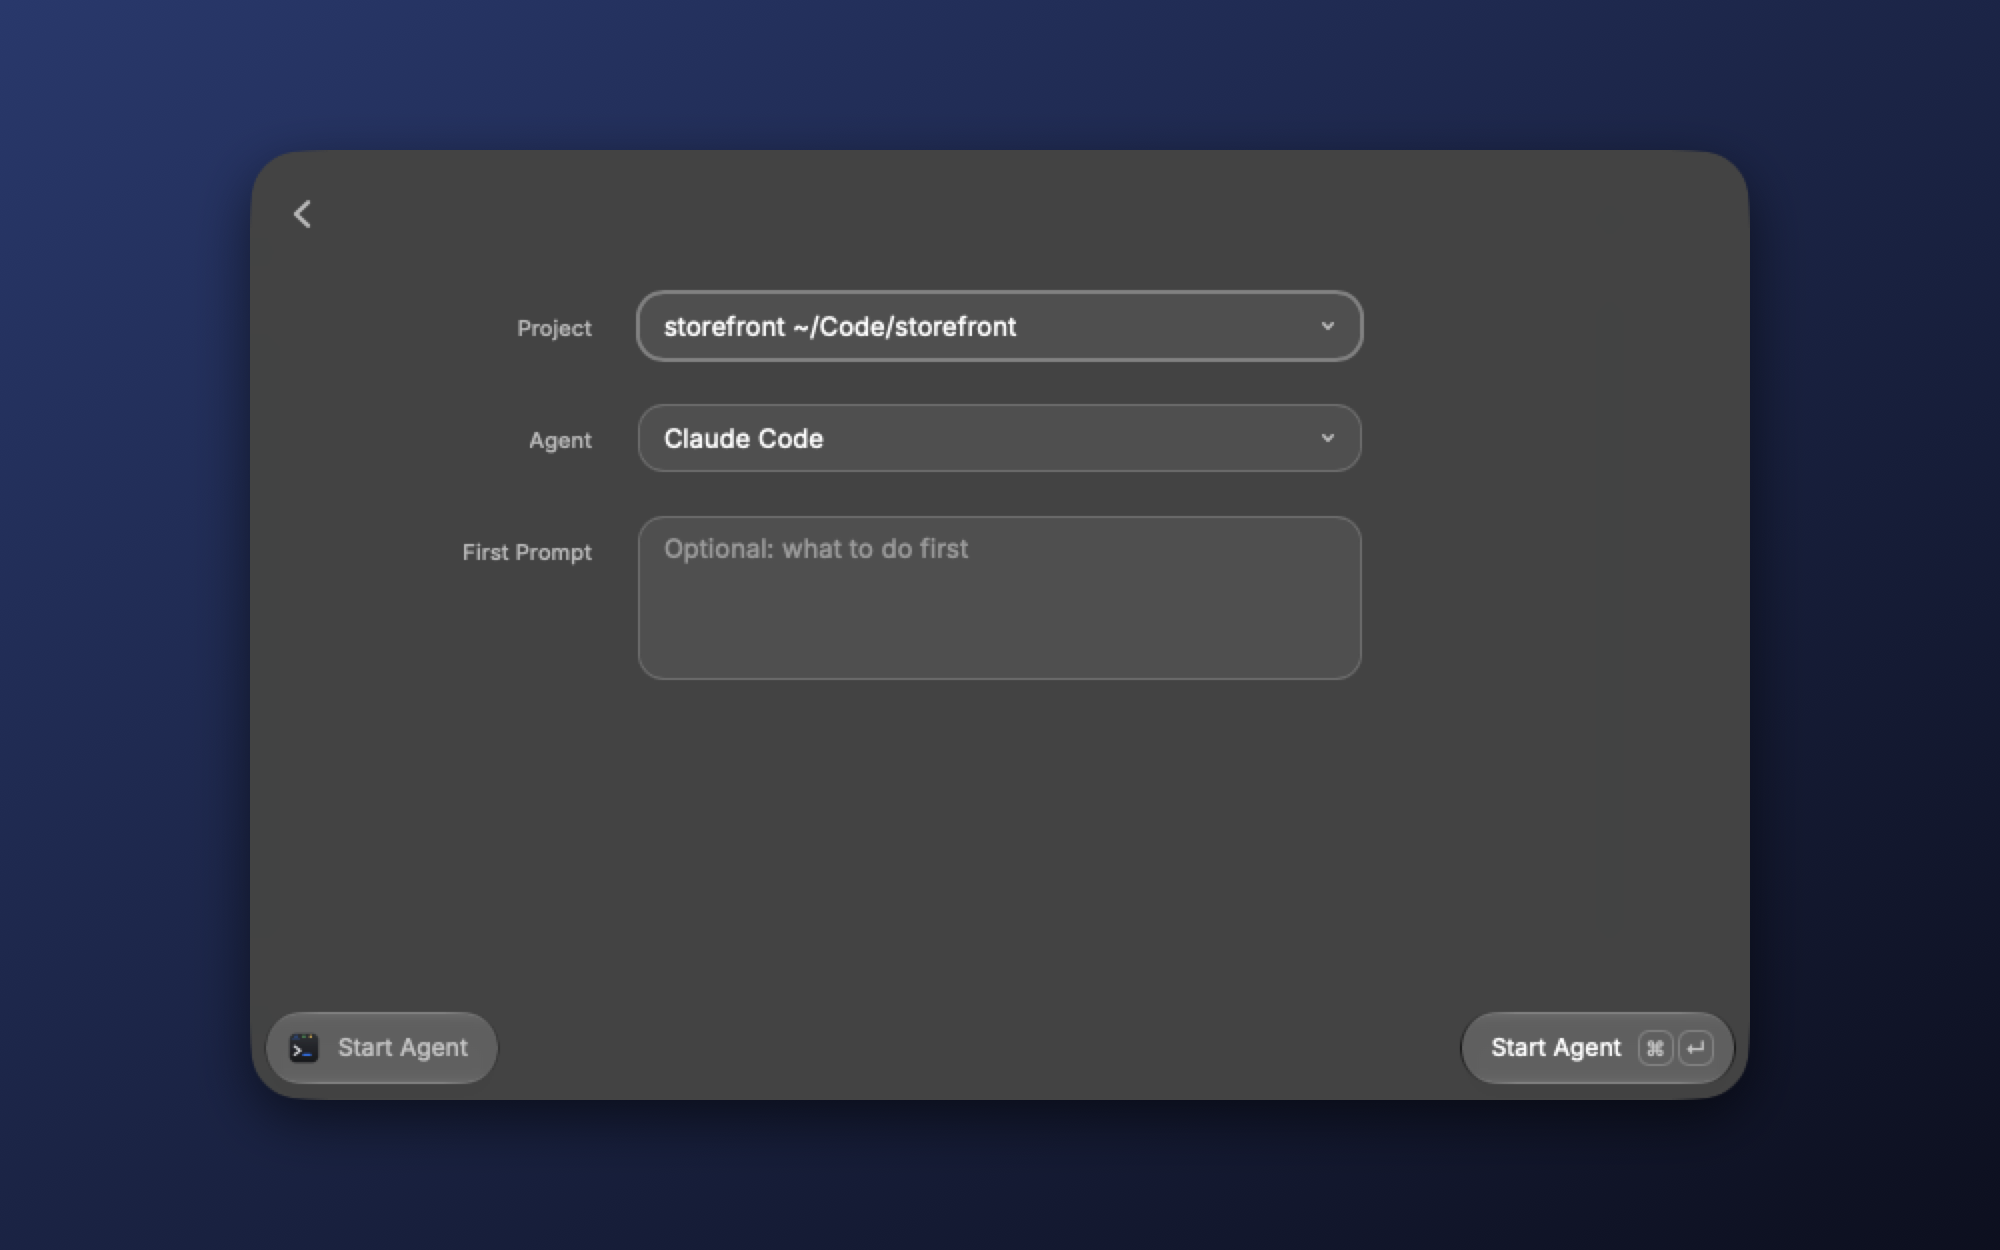 Project
storefront ~/Code/storefront
Agent
Claude Code
First Prompt
Optional: what to do first
Start Agent
Start Agent ⌘ ↵